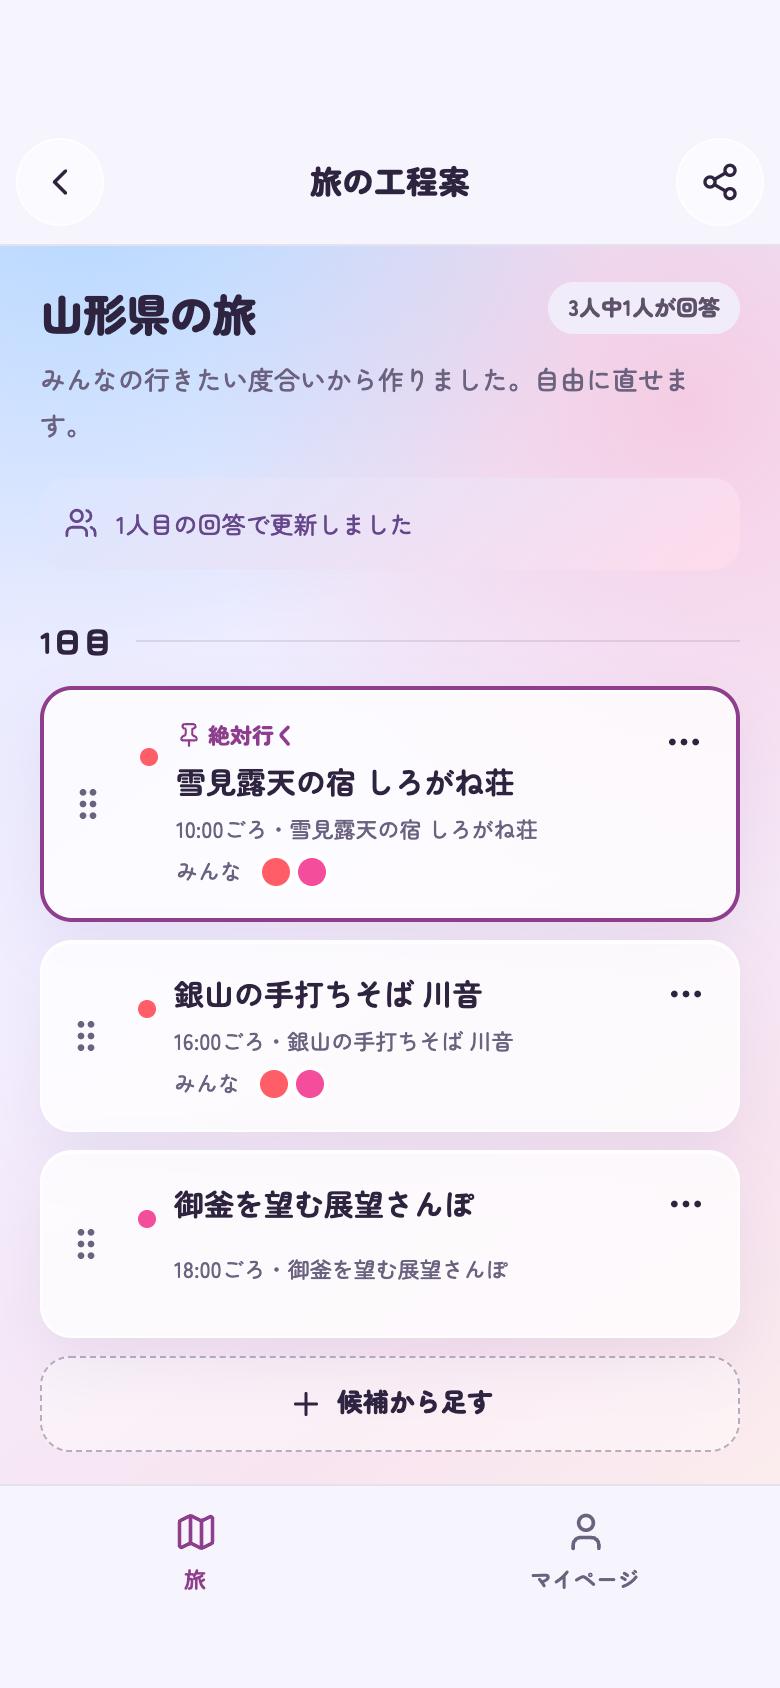 旅の工程案
山形県の旅
3人中1人が回答
みんなの行きたい度合いから作りました。自由に直せま
す。
1人目の回答で更新しました
1日目
絶対行く
雪見露天の宿 しろがね荘
10:00ごろ・雪見露天の宿 しろがね荘
みんな
銀山の手打ちそば 川音
16:00ごろ・銀山の手打ちそば 川音
みんな
御釜を望む展望さんぽ
18:00ごろ・御釜を望む展望さんぽ
候補から足す
旅
マイページ